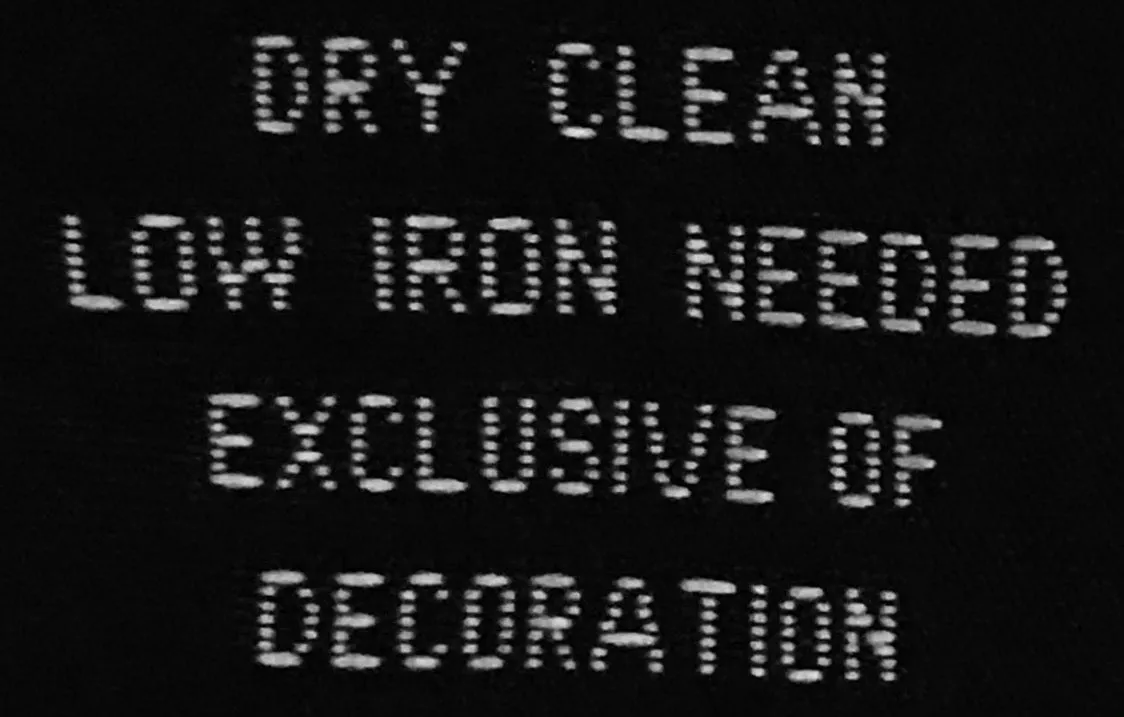 DRY CLEAN
LOW IRON NEEDED
EXCLUSIVE OF
DECORATION